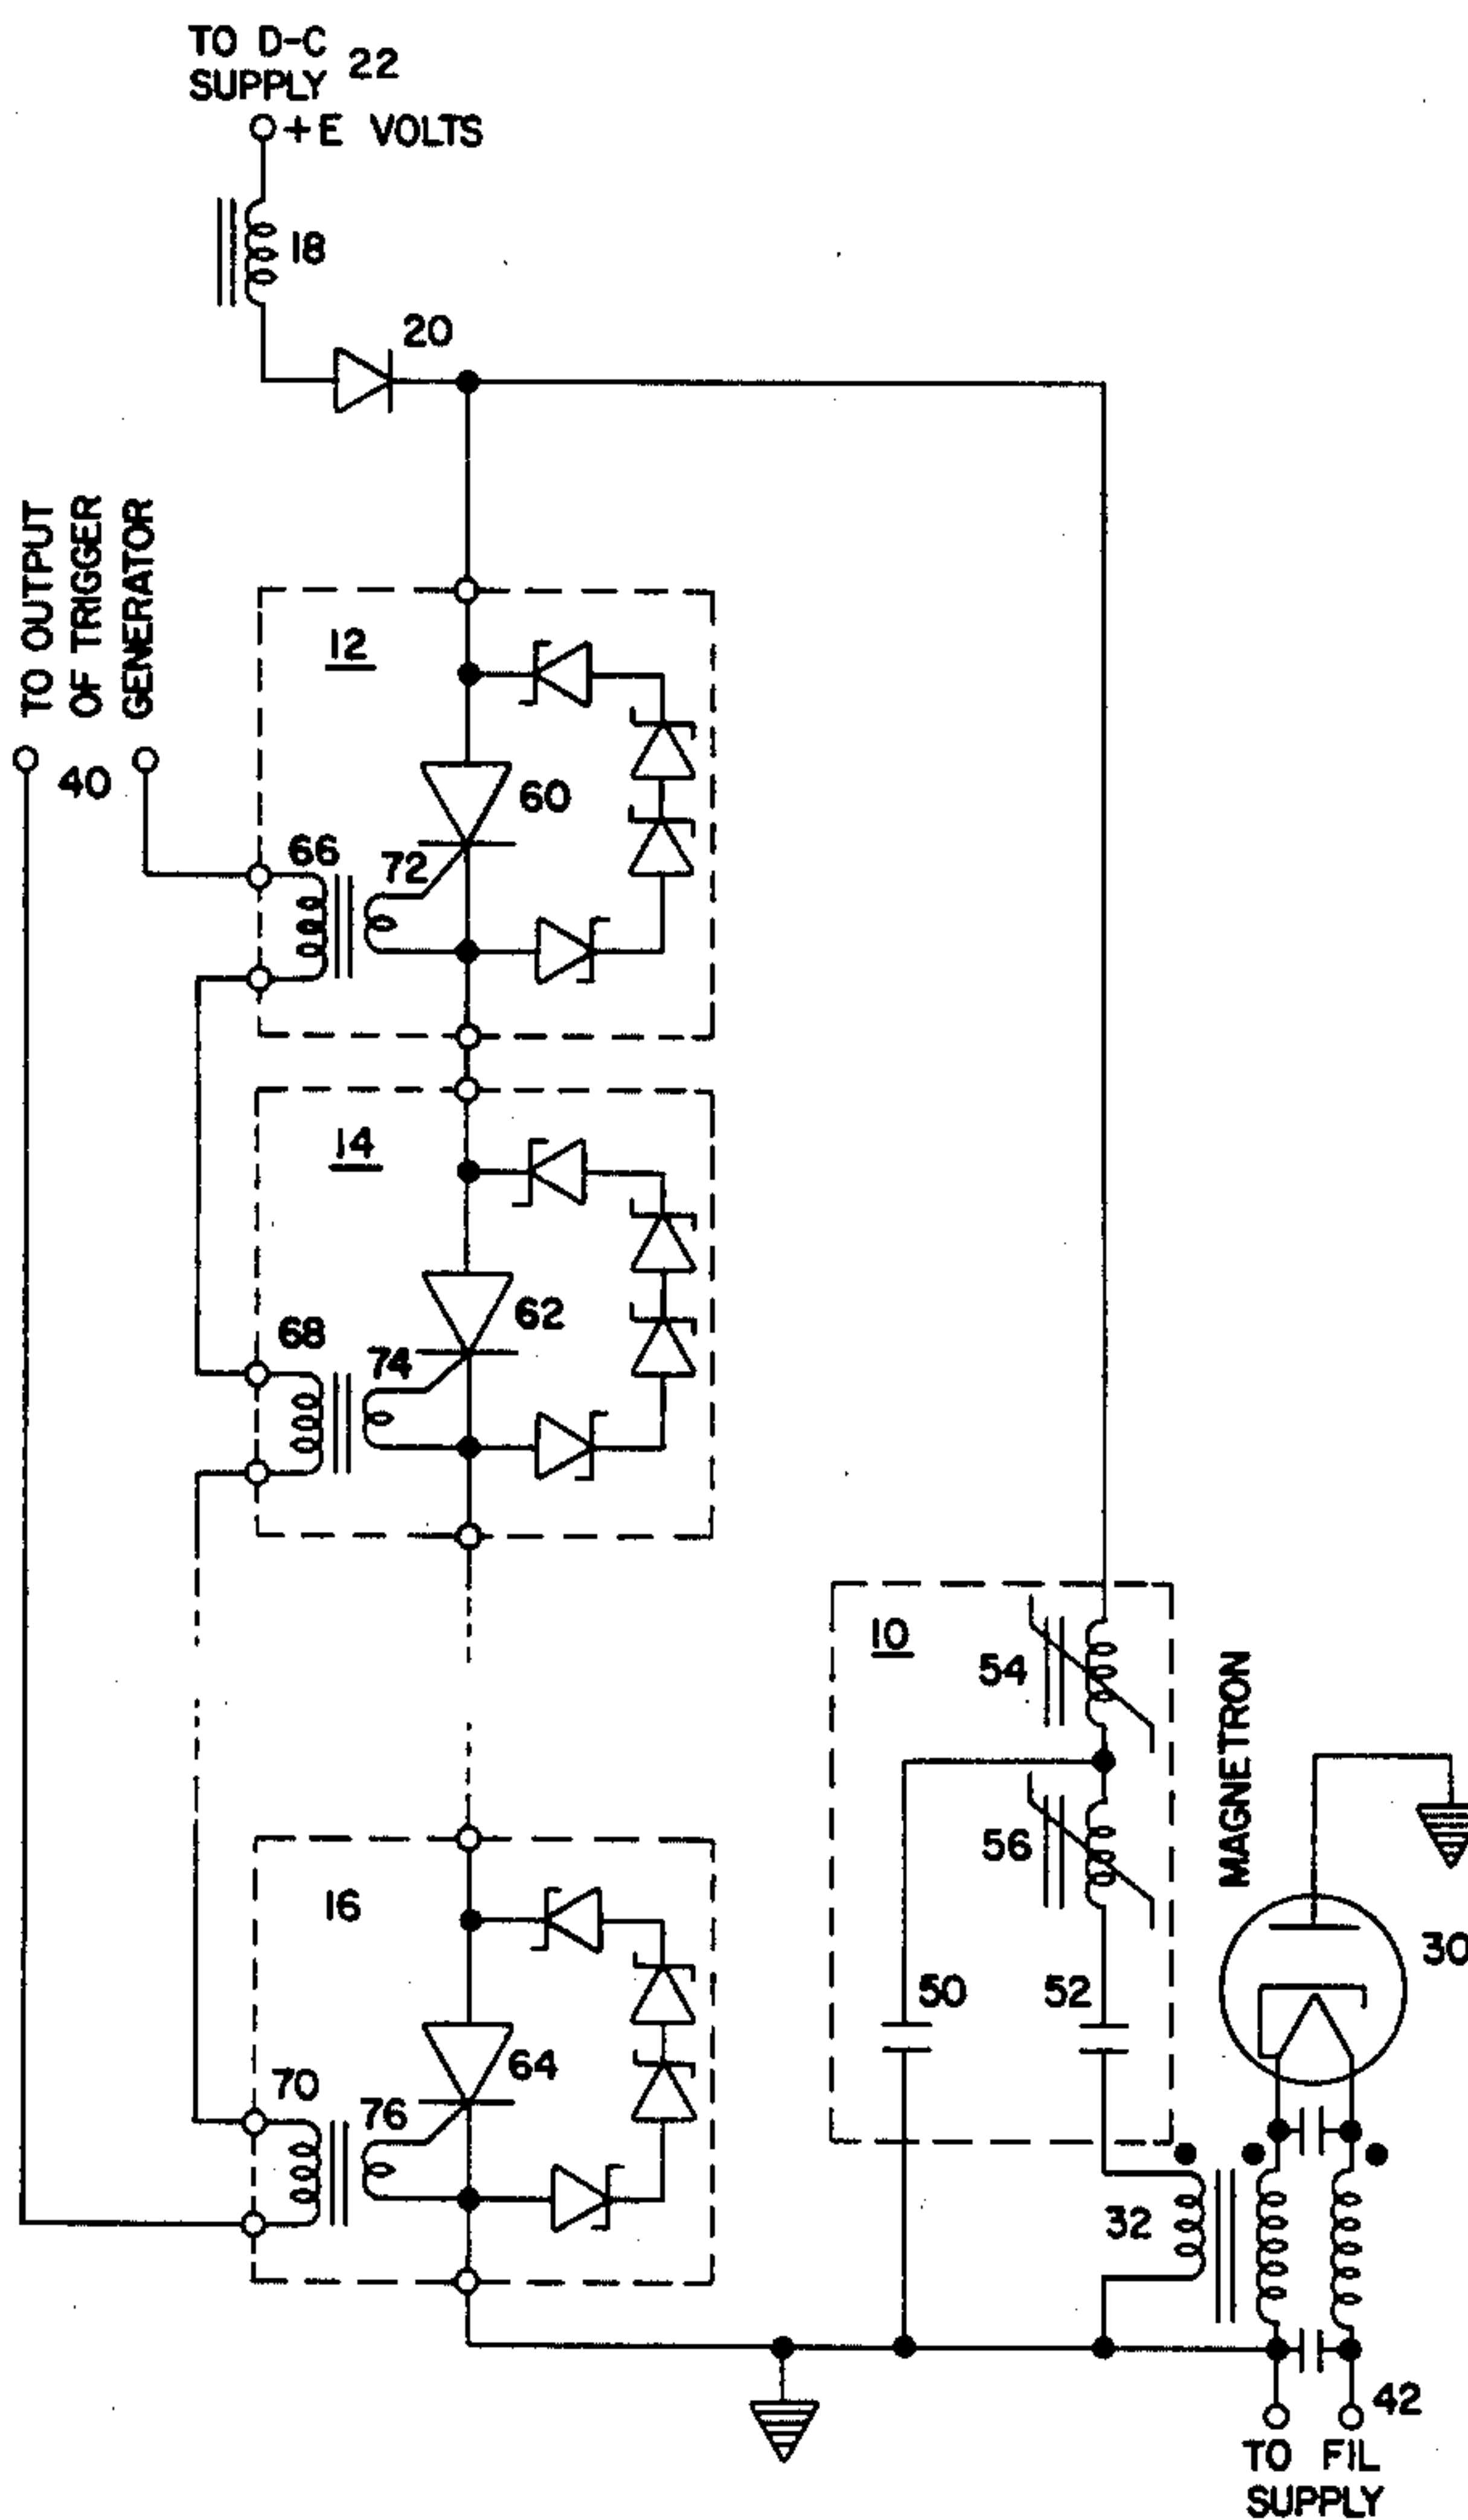 TO D-C
SUPPLY 22
+E VOLTS
18
20
TO OUTPUT
OF TRIGGER
GENERATOR
40
12
60
66
72
14
62
68
74
16
64
70
76
10
54
56
50
52
MAGNETRON
30
32
42
TO FIL
SUPPLY